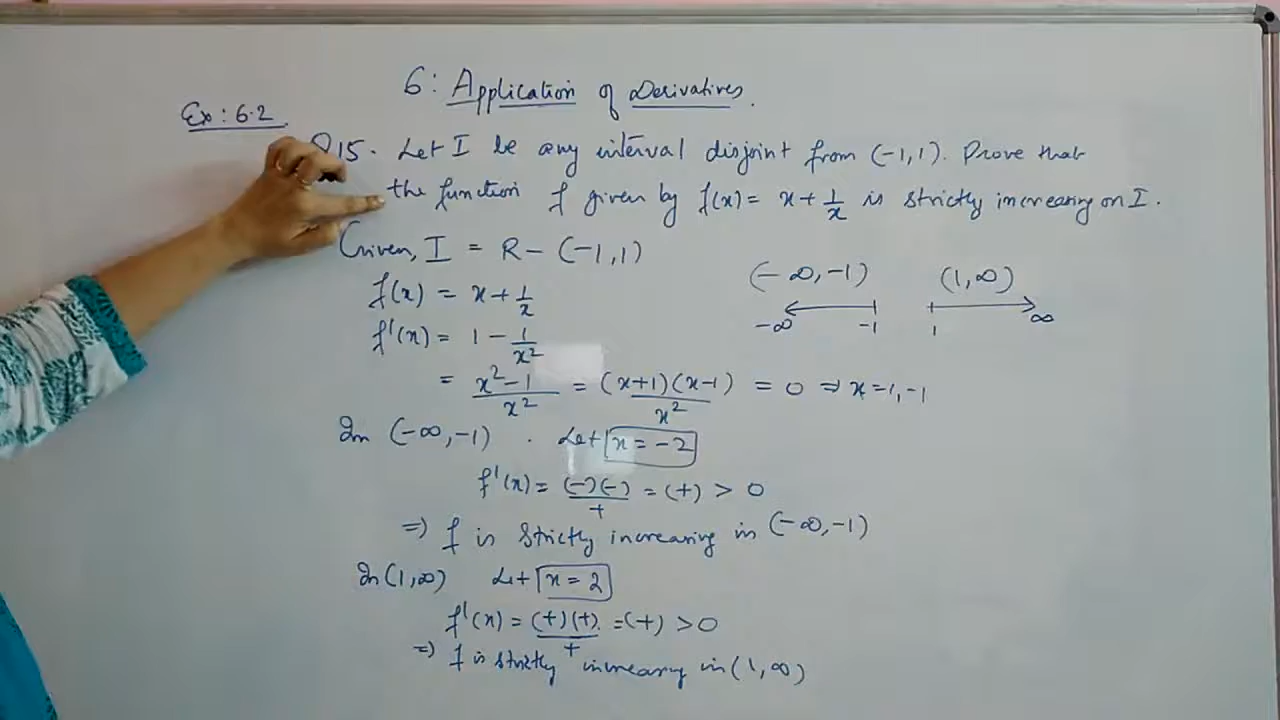 6: Application of Derivatives.
Ex: 6.2
Q15. Let I be any interval disjoint from (-1,1). Prove that
the function f given by f(x) = x + 1/x is strictly increasing on I.
Given, I = R - (-1,1)
(-∞,-1) (1,∞)
-∞ -1 1 ∞
f(x) = x + 1/x
f'(x) = 1 - 1/x²
= x²-1/x² = (x+1)(x-1)/x² = 0 ⇒ x = 1,-1
In (-∞,-1) . Let x = -2
f'(x) = (-)(-)/+ = (+) > 0
⇒ f is strictly increasing in (-∞,-1)
In (1,∞) Let x = 2
f'(x) = (+)(+)/+ = (+) > 0
⇒ f is strictly increasing in (1,∞)